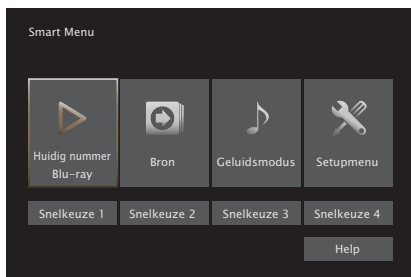 Smart Menu
Huidig nummer
Blu-ray
Bron
Geluidsmodus
Setupmenu
Snelkeuze 1
Snelkeuze 2
Snelkeuze 3
Snelkeuze 4
Help